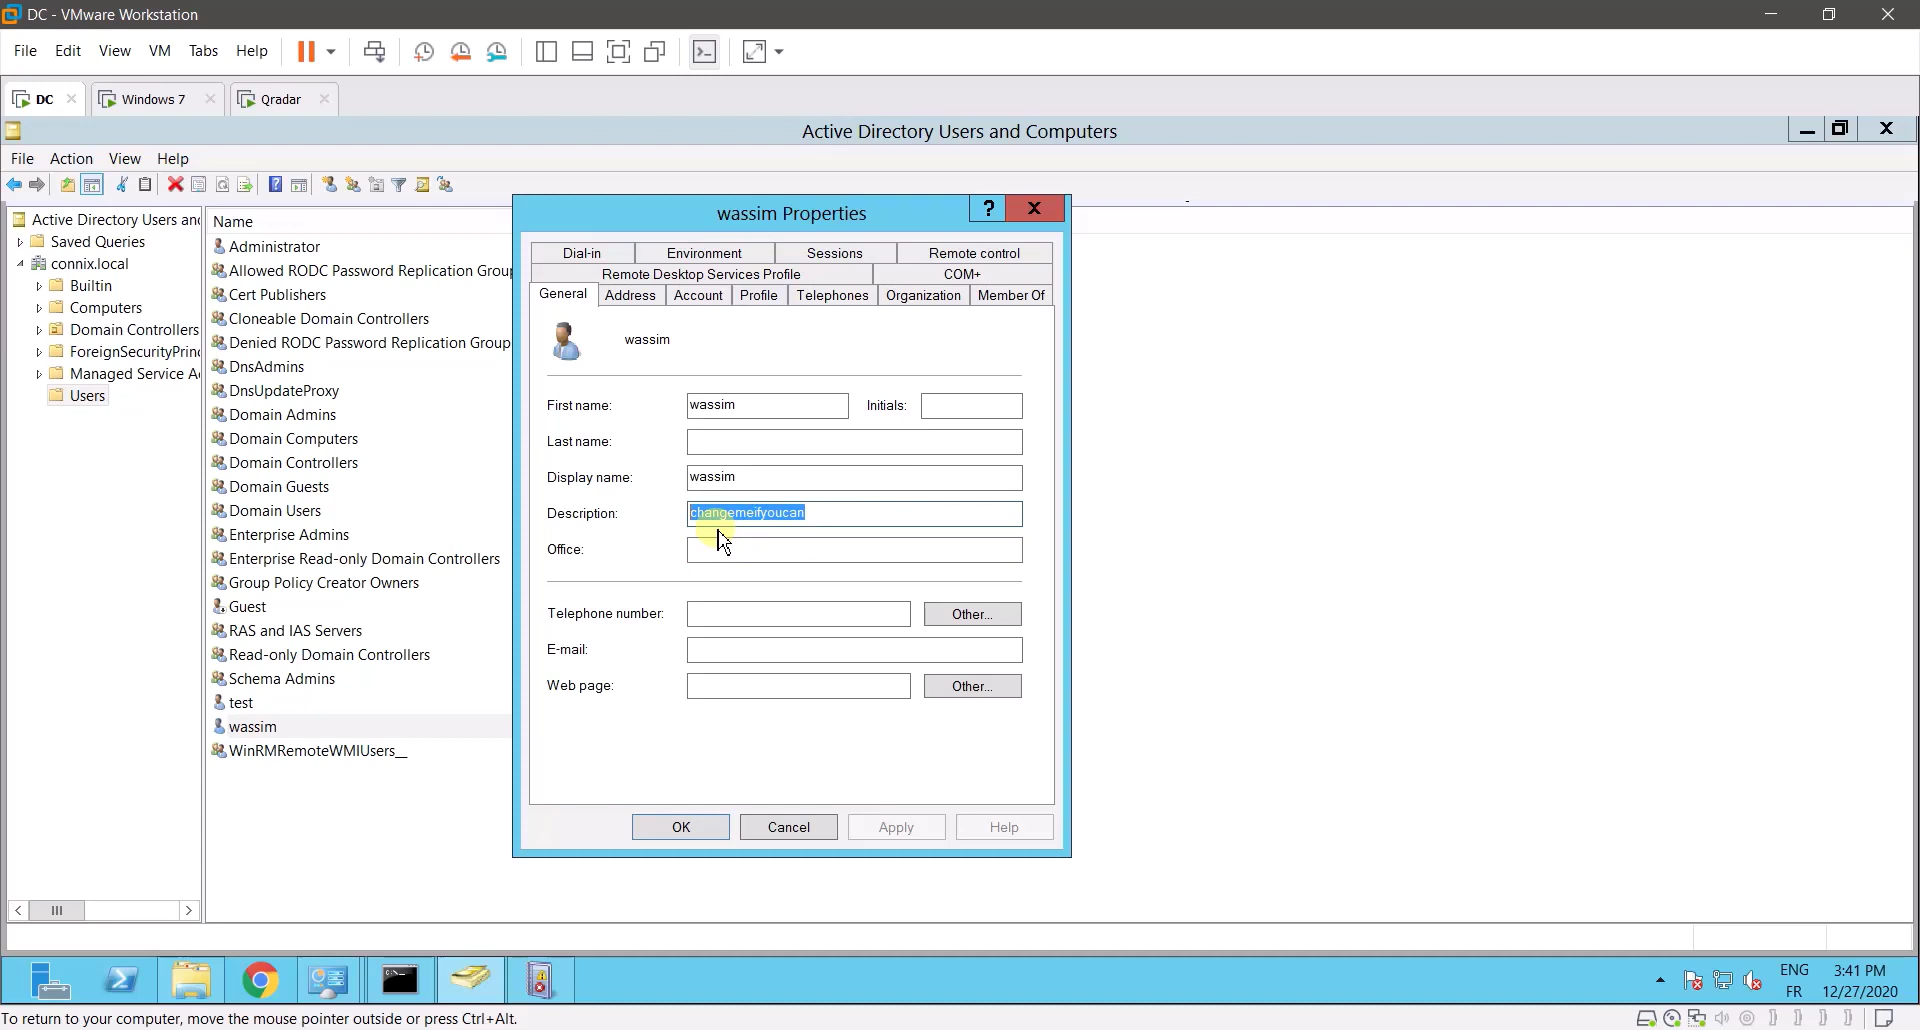 DC - VMware Workstation
File Edit View VM Tabs Help
DC Windows 7 Qradar
Active Directory Users and Computers
File Action View Help
Active Directory Users and
Saved Queries
connix.local
Builtin
Computers
Domain Controllers
ForeignSecurityPrinc
Managed Service Ac
Users
Name
Administrator
Allowed RODC Password Replication Group
Cert Publishers
Cloneable Domain Controllers
Denied RODC Password Replication Group
DnsAdmins
DnsUpdateProxy
Domain Admins
Domain Computers
Domain Controllers
Domain Guests
Domain Users
Enterprise Admins
Enterprise Read-only Domain Controllers
Group Policy Creator Owners
Guest
RAS and IAS Servers
Read-only Domain Controllers
Schema Admins
test
wassim
WinRMRemoteWMIUsers__
wassim Properties
Dial-in Environment Sessions Remote control
Remote Desktop Services Profile COM+
General Address Account Profile Telephones Organization Member Of
wassim
First name: wassim Initials:
Last name:
Display name: wassim
Description: changemeifyoucan
Office:
Telephone number: Other...
E-mail:
Web page: Other...
OK Cancel Apply Help
ENG 3:41 PM
FR 12/27/2020
To return to your computer, move the mouse pointer outside or press Ctrl+Alt.